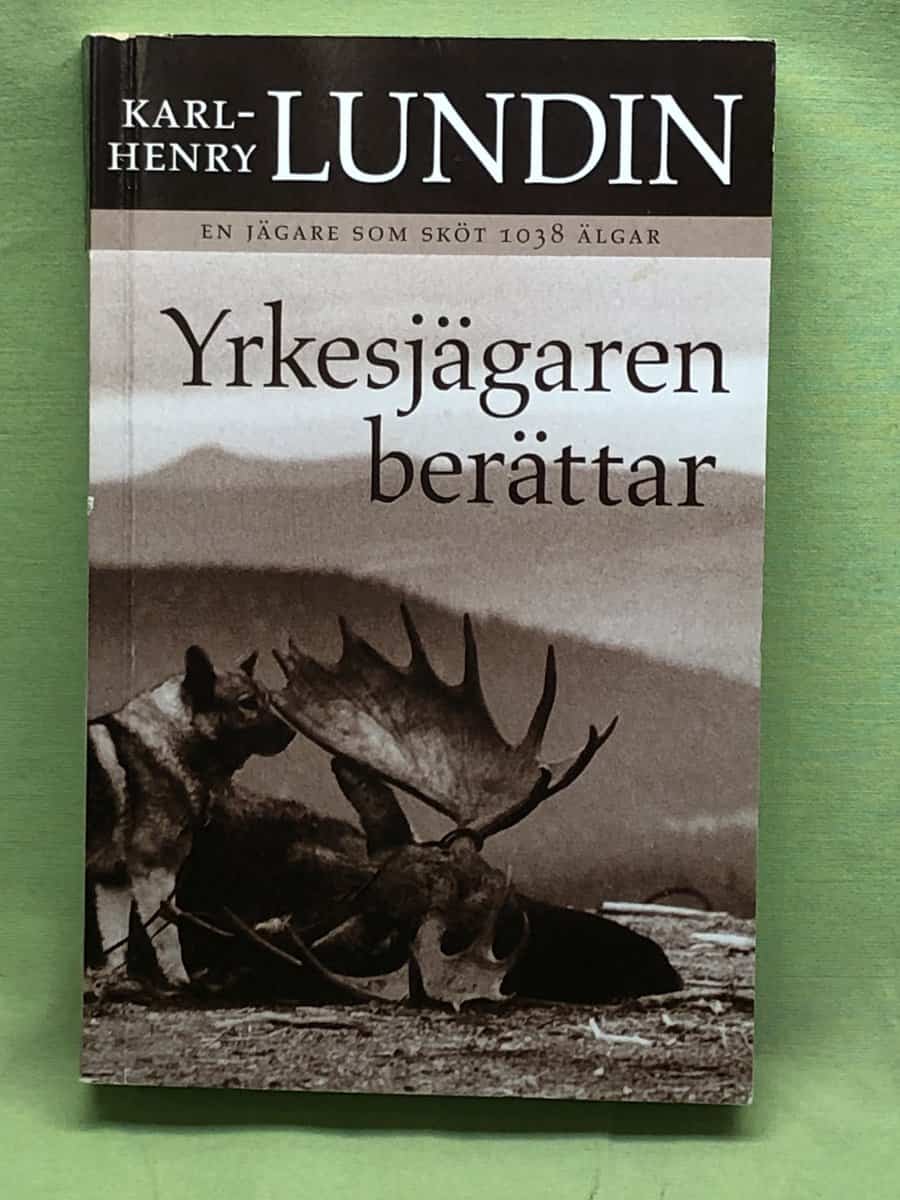 KARL-
HENRY LUNDIN
EN JÄGARE SOM SKÖT 1038 ÄLGAR
Yrkesjägaren
berättar